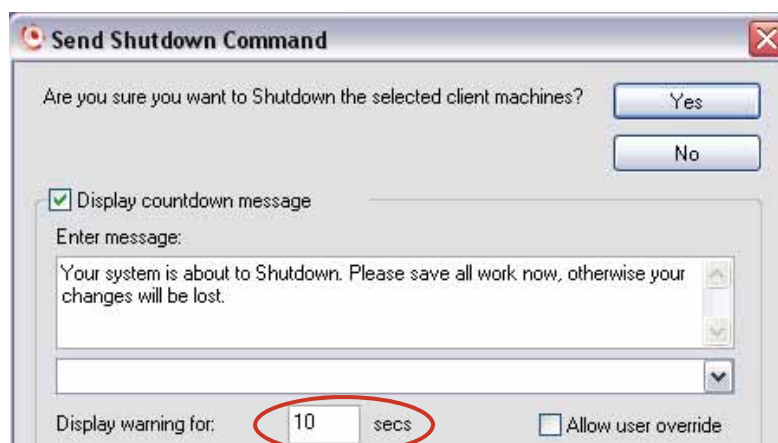 Send Shutdown Command
Are you sure you want to Shutdown the selected client machines?
Yes
No
Display countdown message
Enter message:
Your system is about to Shutdown. Please save all work now, otherwise your
changes will be lost.
Display warning for: 10 secs Allow user override